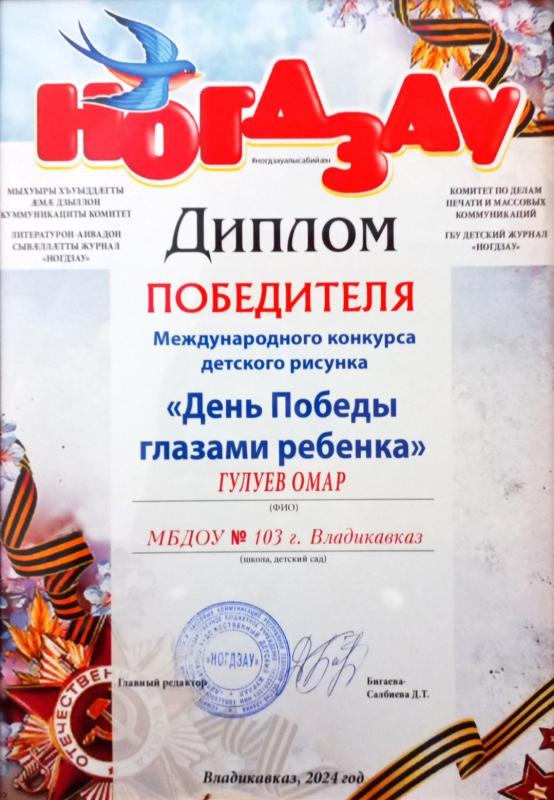 НОГДЗАУ
#ногдзауалысабийæн
МЫХУЫРЫ ХЪУЫДДÆГТЫ
ÆМÆ ДЗЫЛЛОН
КУММУНИКАЦИТЫ КОМИТЕТ
ЛИТЕРАТУРОН-АИВАДОН
СЫВÆЛЛÆТТЫ ЖУРНАЛ
«НОГДЗАУ»
КОМИТЕТ ПО ДЕЛАМ
ПЕЧАТИ И МАССОВЫХ
КОММУНИКАЦИЙ
ГБУ ДЕТСКИЙ ЖУРНАЛ
«НОГДЗАУ»
ДИПЛОМ
ПОБЕДИТЕЛЯ
Международного конкурса
детского рисунка
«День Победы
глазами ребенка»
ГУЛУЕВ ОМАР
(ФИО)
МБДОУ № 103 г. Владикавказ
(школа, детский сад)
«НОГДЗАУ»
Главный редактор
Бигаева-
Салбиева Д.Т.
ОТЕЧЕСТВЕН
Владикавказ, 2024 год